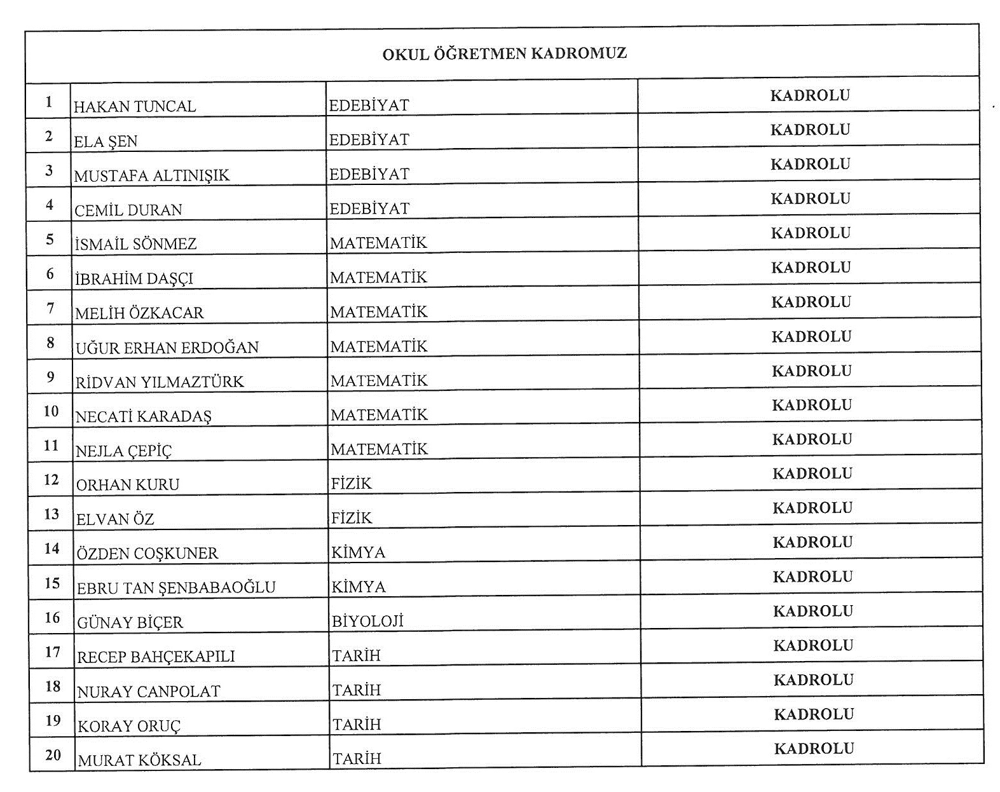 OKUL ÖĞRETMEN KADROMUZ
1 HAKAN TUNCAL EDEBİYAT KADROLU
2 ELA ŞEN EDEBİYAT KADROLU
3 MUSTAFA ALTINIŞIK EDEBİYAT KADROLU
4 CEMİL DURAN EDEBİYAT KADROLU
5 İSMAİL SÖNMEZ MATEMATİK KADROLU
6 İBRAHİM DAŞÇI MATEMATİK KADROLU
7 MELİH ÖZKACAR MATEMATİK KADROLU
8 UĞUR ERHAN ERDOĞAN MATEMATİK KADROLU
9 RİDVAN YILMAZTÜRK MATEMATİK KADROLU
10 NECATİ KARADAŞ MATEMATİK KADROLU
11 NEJLA ÇEPİÇ MATEMATİK KADROLU
12 ORHAN KURU FİZİK KADROLU
13 ELVAN ÖZ FİZİK KADROLU
14 ÖZDEN COŞKUNER KİMYA KADROLU
15 EBRU TAN ŞENBABAOĞLU KİMYA KADROLU
16 GÜNAY BİÇER BİYOLOJİ KADROLU
17 RECEP BAHÇEKAPILI TARİH KADROLU
18 NURAY CANPOLAT TARİH KADROLU
19 KORAY ORUÇ TARİH KADROLU
20 MURAT KÖKSAL TARİH KADROLU